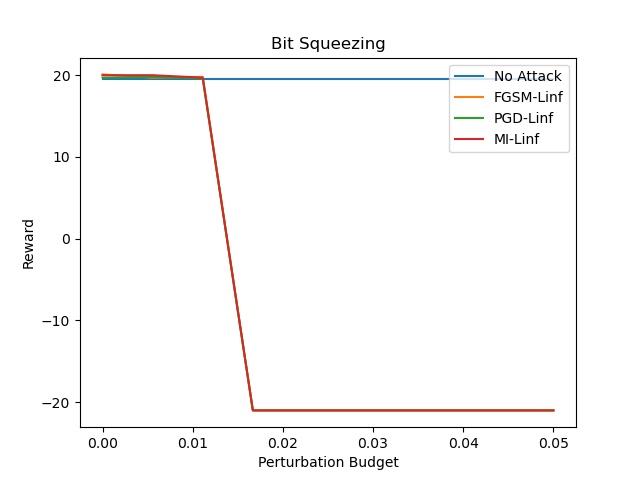 Bit Squeezing
No Attack
FGSM-Linf
PGD-Linf
MI-Linf
Reward
20
10
0
−10
−20
0.00 0.01 0.02 0.03 0.04 0.05
Perturbation Budget